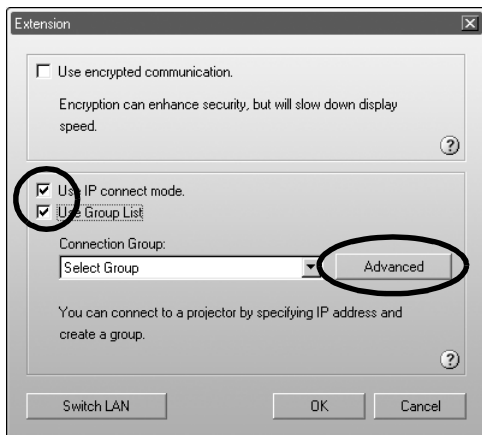 Extension
Use encrypted communication.
Encryption can enhance security, but will slow down display
speed.
?
Use IP connect mode.
Use Group List
Connection Group:
Select Group
Advanced
You can connect to a projector by specifying IP address and
create a group.
?
Switch LAN
OK
Cancel